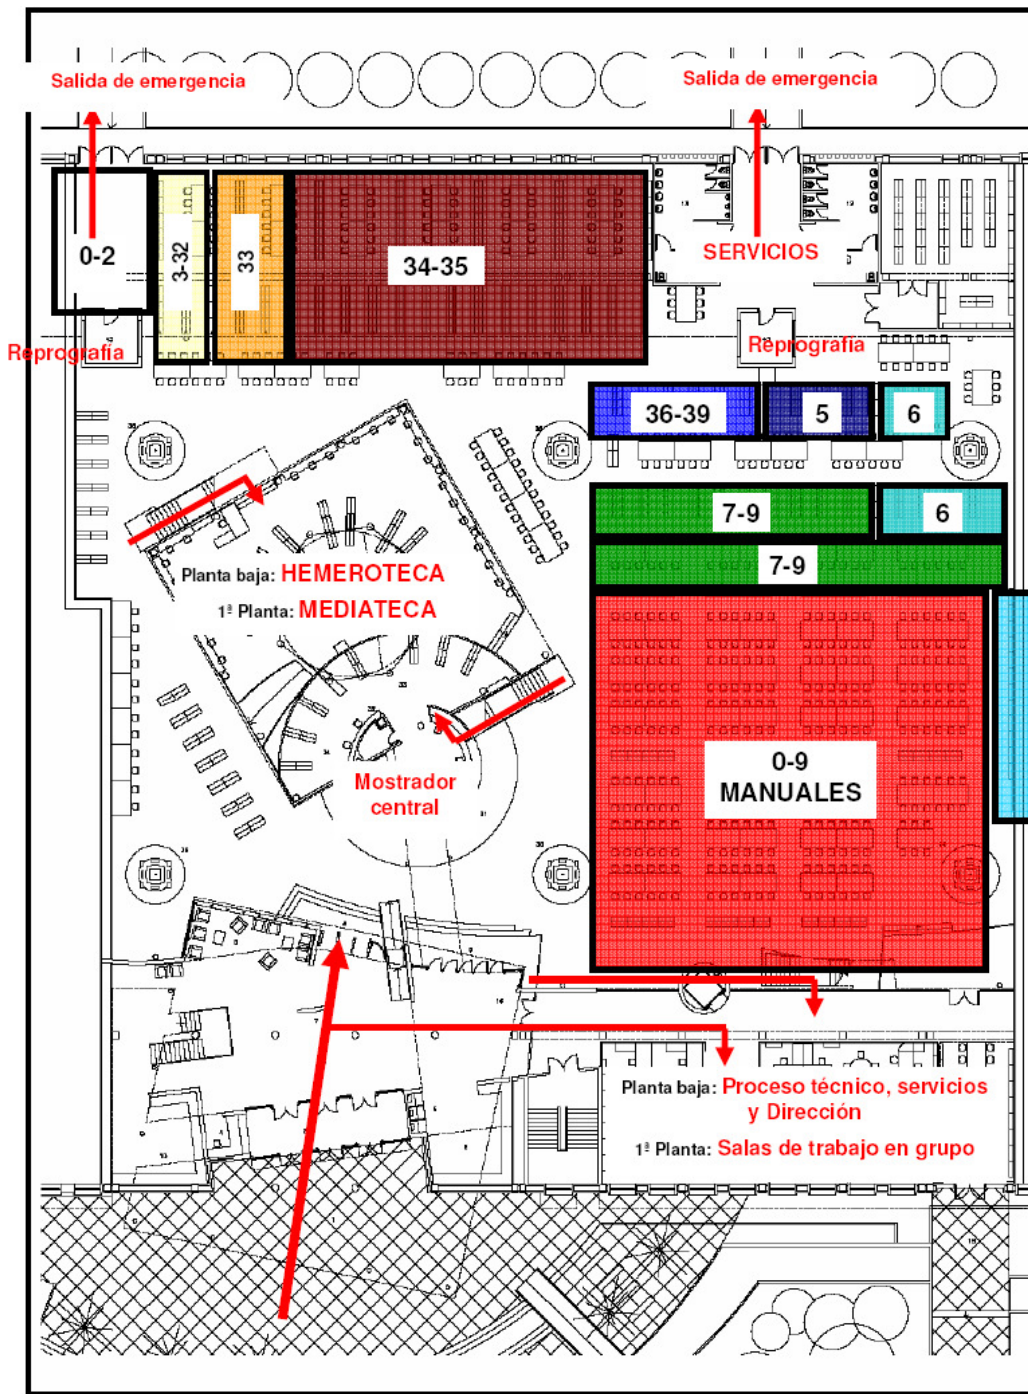 Salida de emergencia
Salida de emergencia
0-2
3-32
33
34-35
SERVICIOS
Reprografía
Reprografía
36-39
5
6
7-9
6
7-9
Planta baja: HEMEROTECA
1ª Planta: MEDIATECA
0-9
MANUALES
Mostrador
central
Planta baja: Proceso técnico, servicios
y Dirección
1ª Planta: Salas de trabajo en grupo